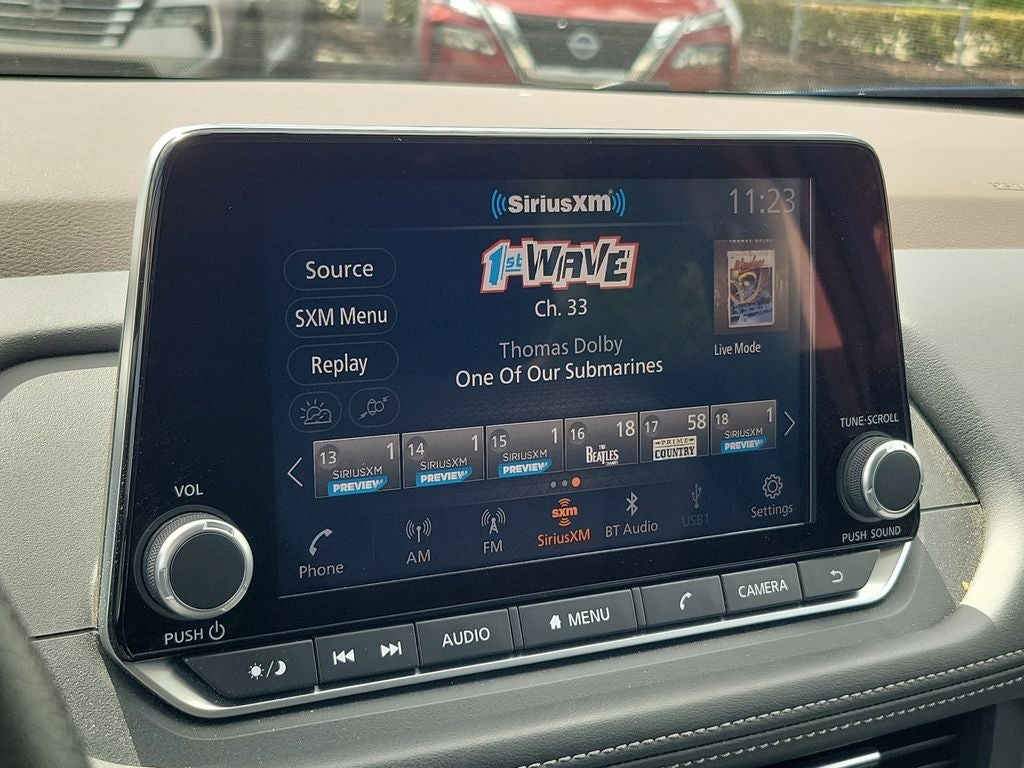 SiriusXM
11:23
1st WAVE
Ch. 33
Source
SXM Menu
Replay
THOMAS DOLBY
Live Mode
Thomas Dolby
One Of Our Submarines
13 1 SIRIUSXM PREVIEW
14 1 SIRIUSXM PREVIEW
15 1 SIRIUSXM PREVIEW
16 18 THE BEATLES CHANNEL
17 58 PRIME COUNTRY
18 1 SIRIUSXM PREVIEW
Phone
AM
FM
sxm
SiriusXM
BT Audio
USB1
Settings
VOL
PUSH
TUNE·SCROLL
PUSH SOUND
AUDIO
MENU
CAMERA